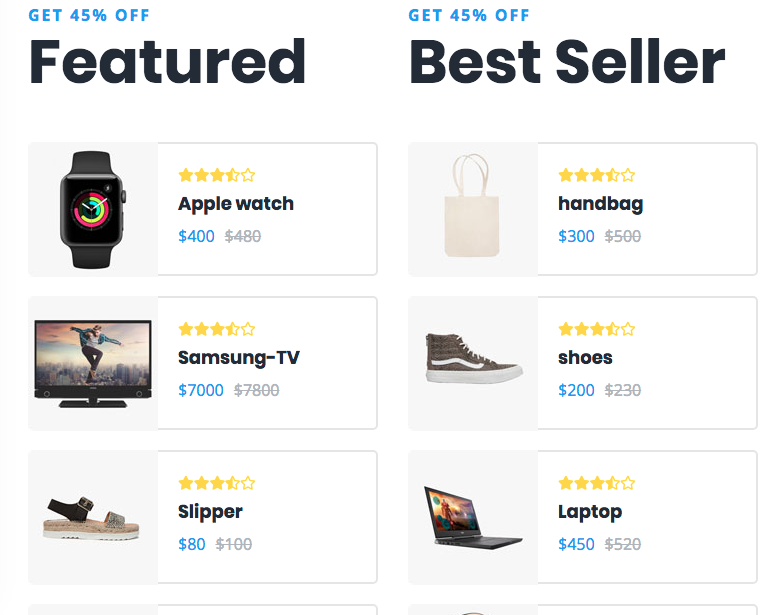 GET 45% OFF
Featured
Apple watch
$400 $480
Samsung-TV
$7000 $7800
Slipper
$80 $100
GET 45% OFF
Best Seller
handbag
$300 $500
shoes
$200 $230
Laptop
$450 $520